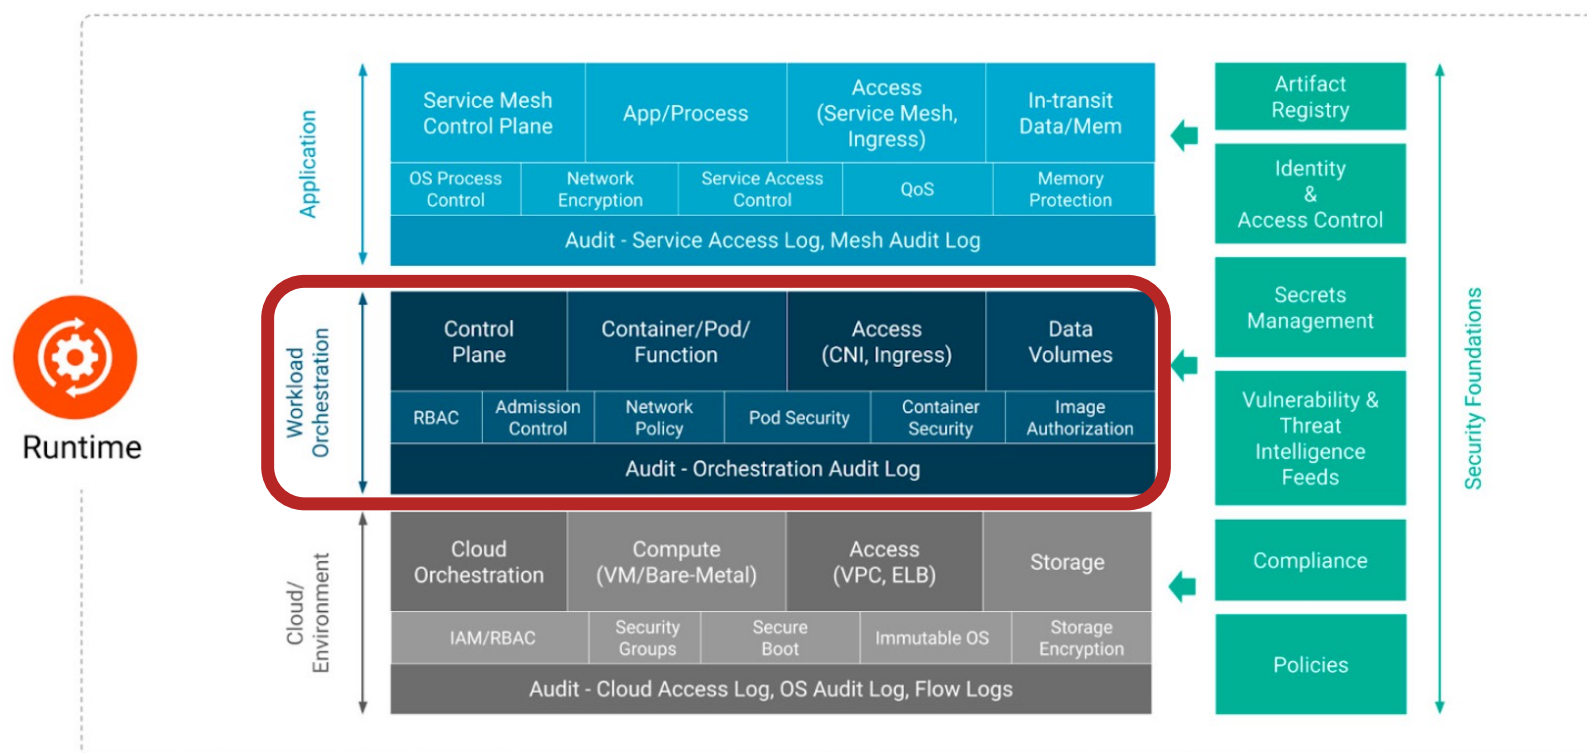 Runtime
Application
Service Mesh
Control Plane
App/Process
Access
(Service Mesh,
Ingress)
In-transit
Data/Mem
OS Process
Control
Network
Encryption
Service Access
Control
QoS
Memory
Protection
Audit - Service Access Log, Mesh Audit Log
Workload
Orchestration
Control
Plane
Container/Pod/
Function
Access
(CNI, Ingress)
Data
Volumes
RBAC
Admission
Control
Network
Policy
Pod Security
Container
Security
Image
Authorization
Audit - Orchestration Audit Log
Cloud/
Environment
Cloud
Orchestration
Compute
(VM/Bare-Metal)
Access
(VPC, ELB)
Storage
IAM/RBAC
Security
Groups
Secure
Boot
Immutable OS
Storage
Encryption
Audit - Cloud Access Log, OS Audit Log, Flow Logs
Artifact
Registry
Identity
&
Access Control
Secrets
Management
Vulnerability &
Threat
Intelligence
Feeds
Compliance
Policies
Security Foundations